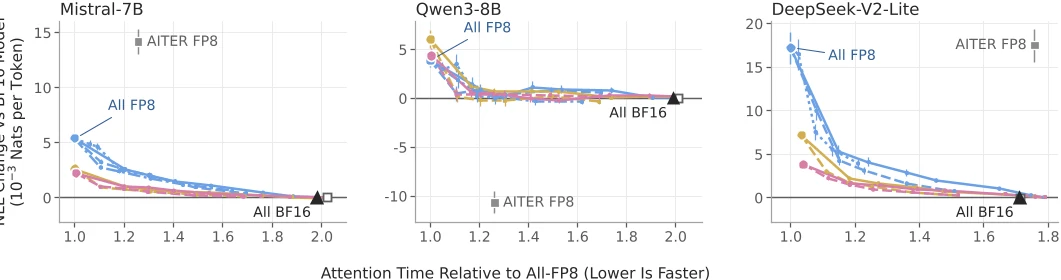 Mistral-7B
Qwen3-8B
DeepSeek-V2-Lite
Change vs BF16 Model
(10⁻³ Nats per Token)
15
10
5
0
AITER FP8
All FP8
All BF16
1.0 1.2 1.4 1.6 1.8 2.0
5
0
-5
-10
All FP8
All BF16
AITER FP8
1.0 1.2 1.4 1.6 1.8 2.0
20
15
10
5
0
All FP8
AITER FP8
All BF16
1.0 1.2 1.4 1.6 1.8
Attention Time Relative to All-FP8 (Lower Is Faster)